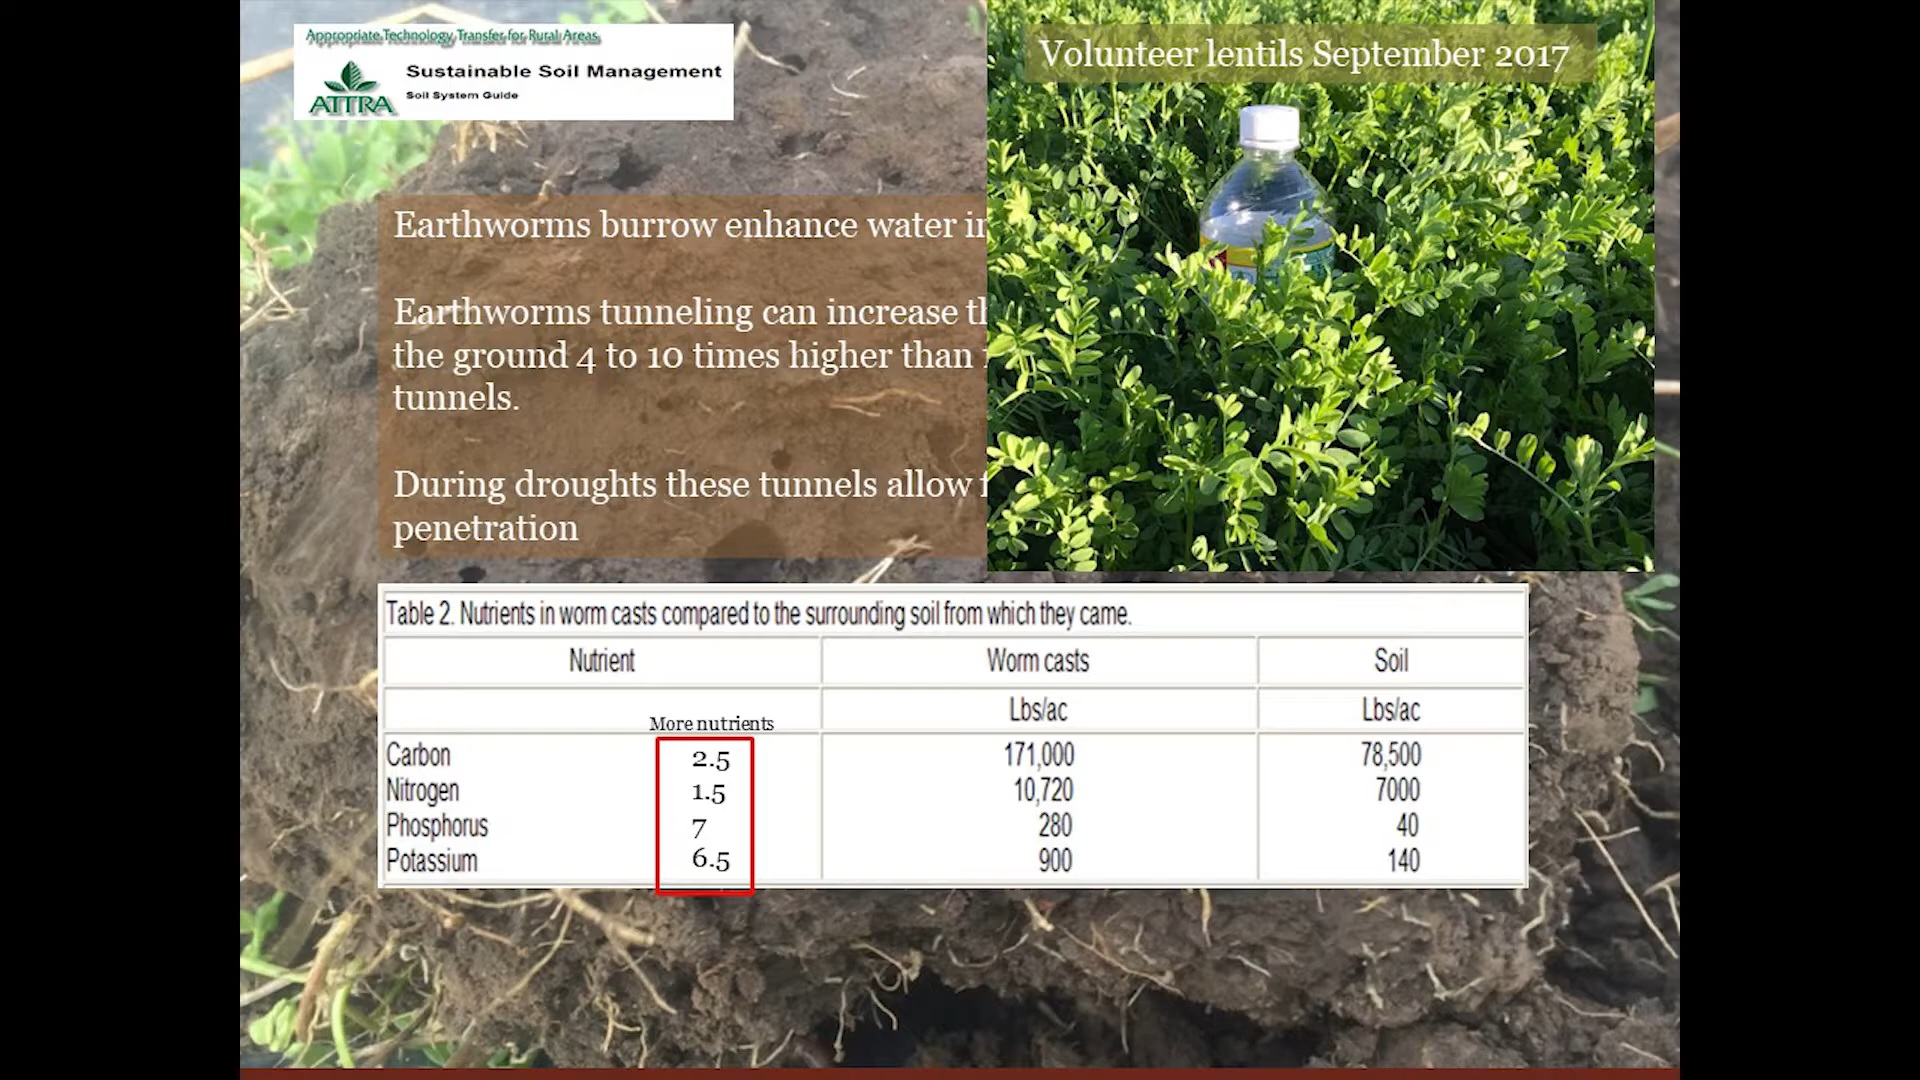 Appropriate Technology Transfer for Rural Areas
Sustainable Soil Management
Soil System Guide
ATTRA
Volunteer lentils September 2017
Earthworms burrow enhance water
Earthworms tunneling can increase
the ground 4 to 10 times higher than
tunnels.
During droughts these tunnels allow
penetration
Table 2. Nutrients in worm casts compared to the surrounding soil from which they came.
Nutrient Worm casts Soil
Lbs/ac Lbs/ac
More nutrients
Carbon 2.5 171,000 78,500
Nitrogen 1.5 10,720 7000
Phosphorus 7 280 40
Potassium 6.5 900 140